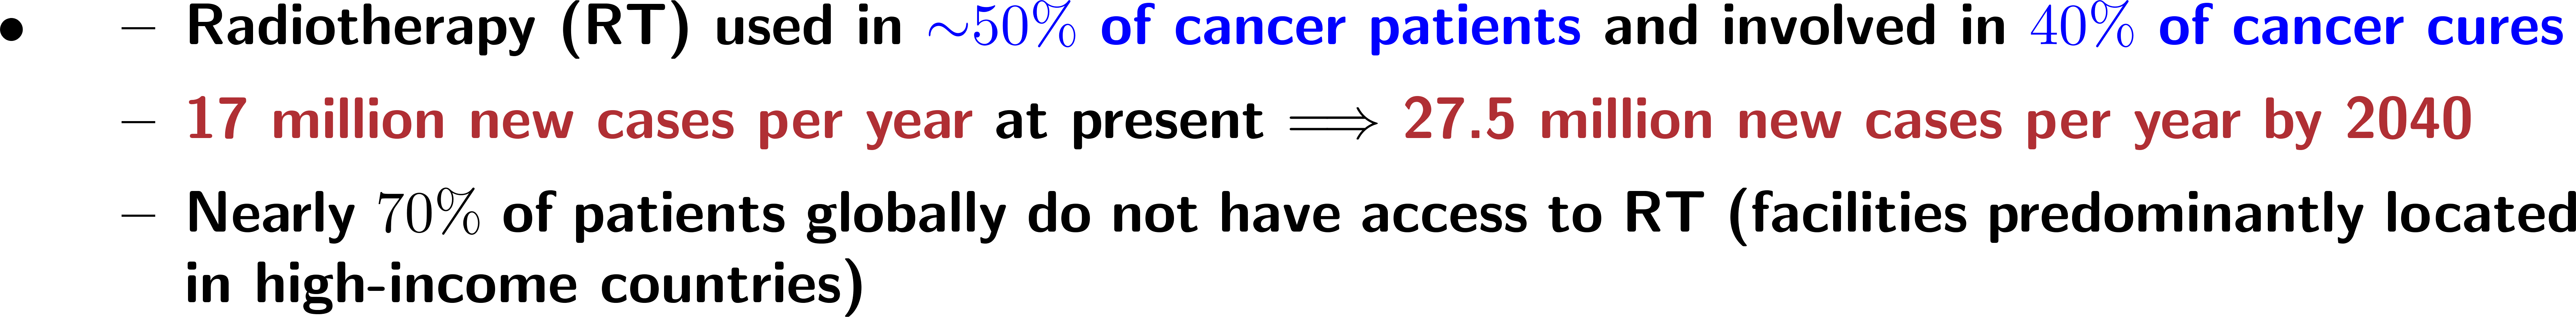 • – Radiotherapy (RT) used in ∼50% of cancer patients and involved in 40% of cancer cures
– 17 million new cases per year at present ⟹ 27.5 million new cases per year by 2040
– Nearly 70% of patients globally do not have access to RT (facilities predominantly located
in high-income countries)